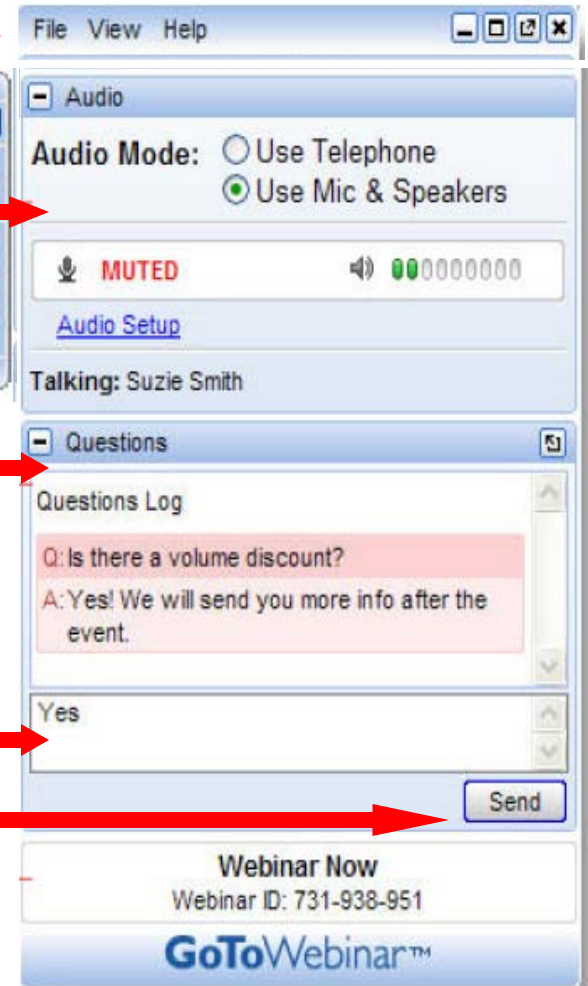 File View Help
Audio
Audio Mode: Use Telephone
Use Mic & Speakers
MUTED
Audio Setup
Talking: Suzie Smith
Questions
Questions Log
Q: Is there a volume discount?
A: Yes! We will send you more info after the
event.
Yes
Send
Webinar Now
Webinar ID: 731-938-951
GoToWebinar™